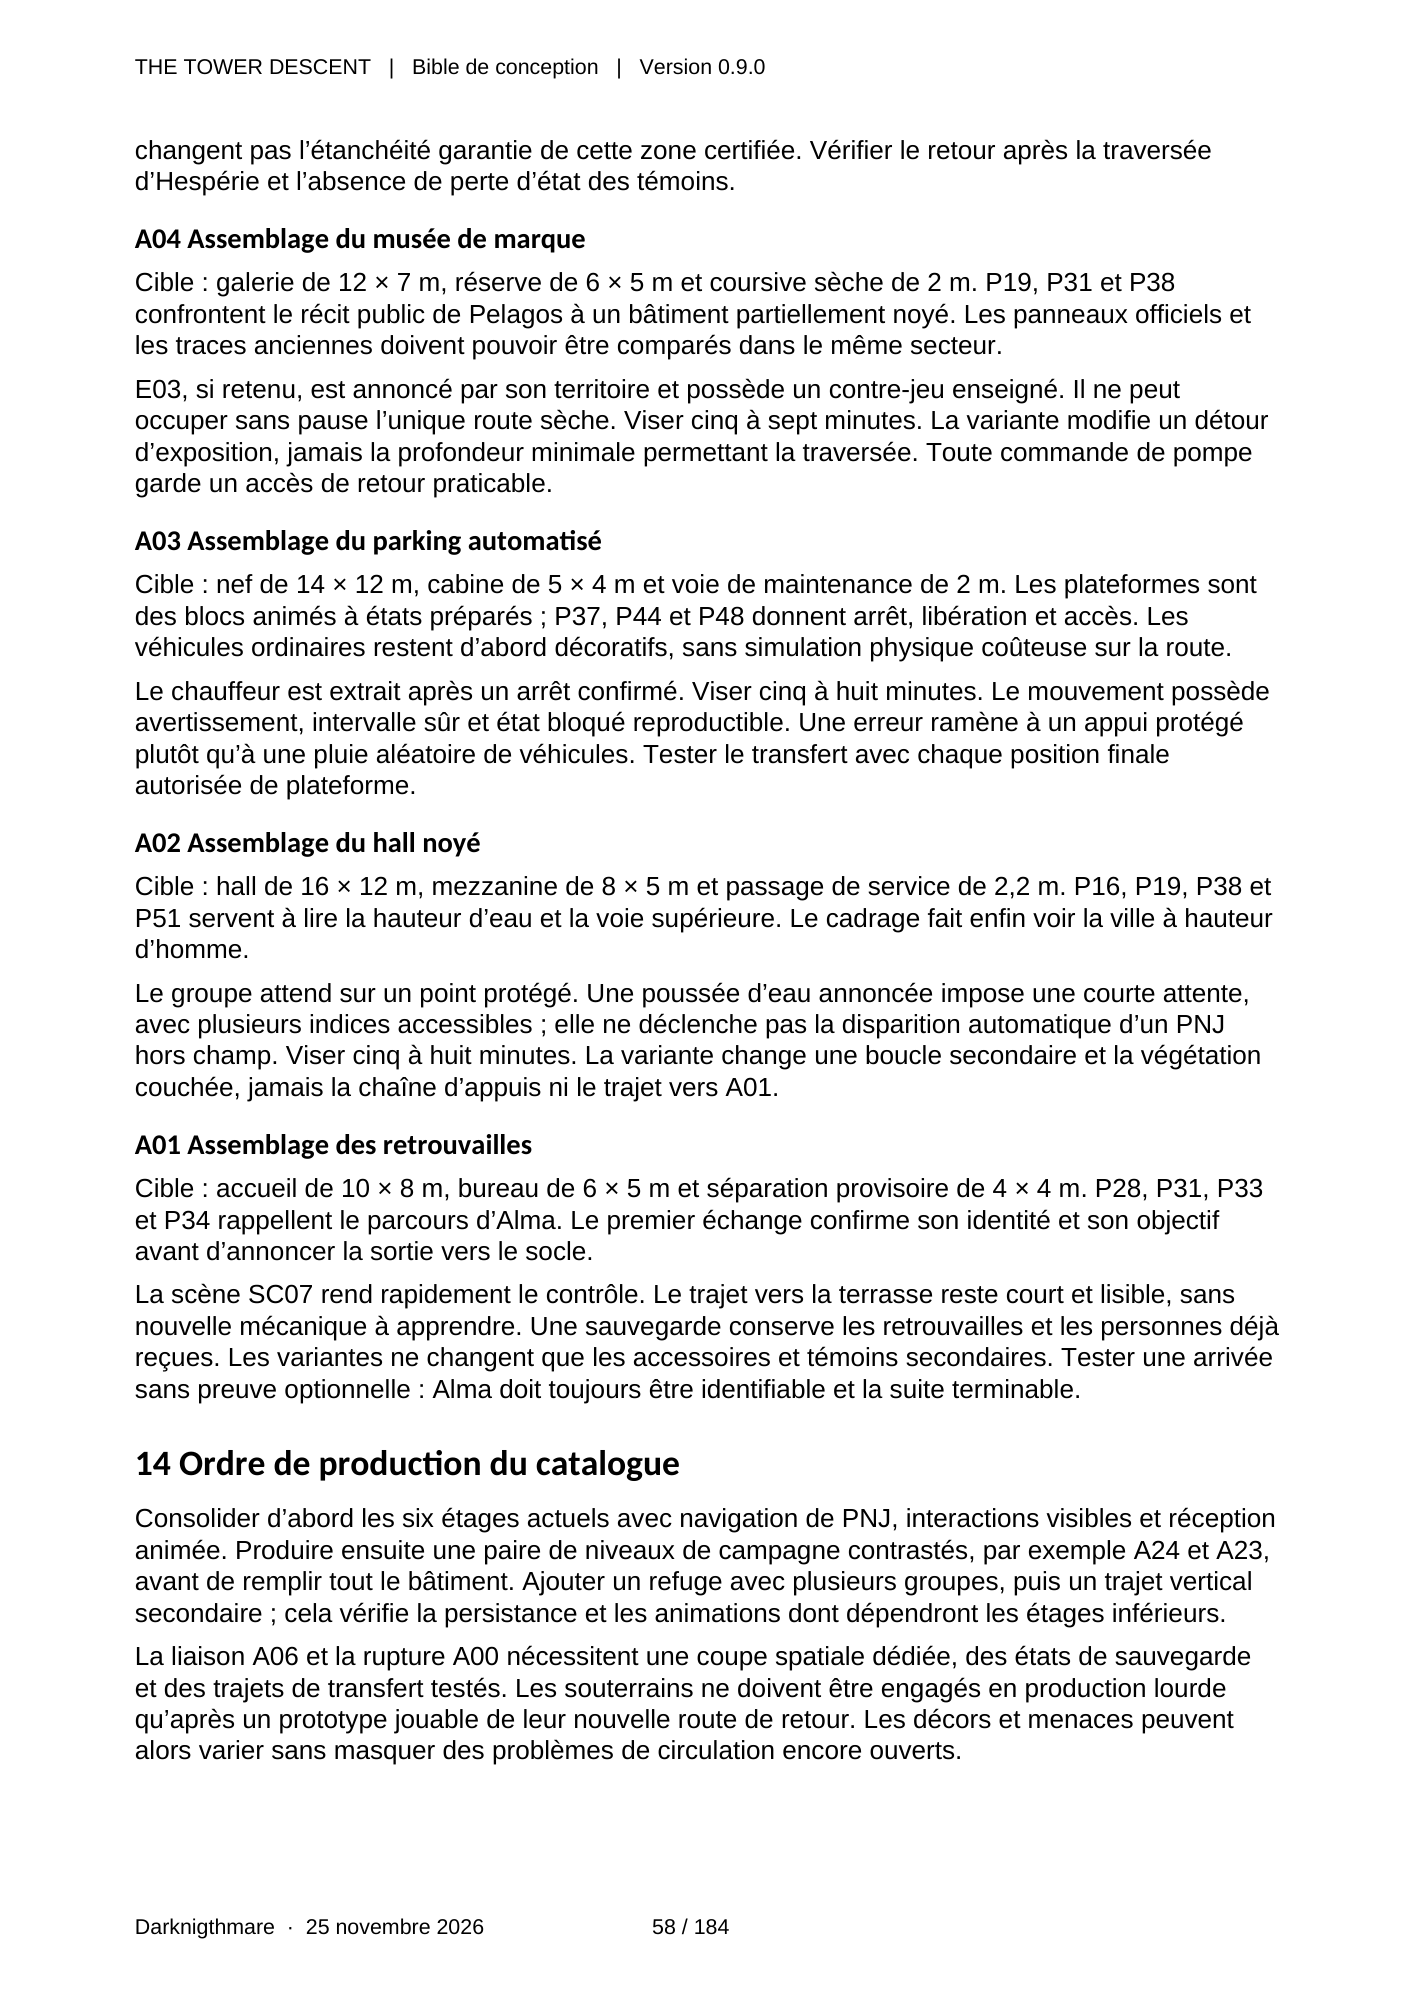 THE TOWER DESCENT | Bible de conception | Version 0.9.0
changent pas l’étanchéité garantie de cette zone certifiée. Vérifier le retour après la traversée
d’Hespérie et l’absence de perte d’état des témoins.
A04 Assemblage du musée de marque
Cible : galerie de 12 × 7 m, réserve de 6 × 5 m et coursive sèche de 2 m. P19, P31 et P38
confrontent le récit public de Pelagos à un bâtiment partiellement noyé. Les panneaux officiels et
les traces anciennes doivent pouvoir être comparés dans le même secteur.
E03, si retenu, est annoncé par son territoire et possède un contre-jeu enseigné. Il ne peut
occuper sans pause l’unique route sèche. Viser cinq à sept minutes. La variante modifie un détour
d’exposition, jamais la profondeur minimale permettant la traversée. Toute commande de pompe
garde un accès de retour praticable.
A03 Assemblage du parking automatisé
Cible : nef de 14 × 12 m, cabine de 5 × 4 m et voie de maintenance de 2 m. Les plateformes sont
des blocs animés à états préparés ; P37, P44 et P48 donnent arrêt, libération et accès. Les
véhicules ordinaires restent d’abord décoratifs, sans simulation physique coûteuse sur la route.
Le chauffeur est extrait après un arrêt confirmé. Viser cinq à huit minutes. Le mouvement possède
avertissement, intervalle sûr et état bloqué reproductible. Une erreur ramène à un appui protégé
plutôt qu’à une pluie aléatoire de véhicules. Tester le transfert avec chaque position finale
autorisée de plateforme.
A02 Assemblage du hall noyé
Cible : hall de 16 × 12 m, mezzanine de 8 × 5 m et passage de service de 2,2 m. P16, P19, P38 et
P51 servent à lire la hauteur d’eau et la voie supérieure. Le cadrage fait enfin voir la ville à hauteur
d’homme.
Le groupe attend sur un point protégé. Une poussée d’eau annoncée impose une courte attente,
avec plusieurs indices accessibles ; elle ne déclenche pas la disparition automatique d’un PNJ
hors champ. Viser cinq à huit minutes. La variante change une boucle secondaire et la végétation
couchée, jamais la chaîne d’appuis ni le trajet vers A01.
A01 Assemblage des retrouvailles
Cible : accueil de 10 × 8 m, bureau de 6 × 5 m et séparation provisoire de 4 × 4 m. P28, P31, P33
et P34 rappellent le parcours d’Alma. Le premier échange confirme son identité et son objectif
avant d’annoncer la sortie vers le socle.
La scène SC07 rend rapidement le contrôle. Le trajet vers la terrasse reste court et lisible, sans
nouvelle mécanique à apprendre. Une sauvegarde conserve les retrouvailles et les personnes déjà
reçues. Les variantes ne changent que les accessoires et témoins secondaires. Tester une arrivée
sans preuve optionnelle : Alma doit toujours être identifiable et la suite terminable.
14 Ordre de production du catalogue
Consolider d’abord les six étages actuels avec navigation de PNJ, interactions visibles et réception
animée. Produire ensuite une paire de niveaux de campagne contrastés, par exemple A24 et A23,
avant de remplir tout le bâtiment. Ajouter un refuge avec plusieurs groupes, puis un trajet vertical
secondaire ; cela vérifie la persistance et les animations dont dépendront les étages inférieurs.
La liaison A06 et la rupture A00 nécessitent une coupe spatiale dédiée, des états de sauvegarde
et des trajets de transfert testés. Les souterrains ne doivent être engagés en production lourde
qu’après un prototype jouable de leur nouvelle route de retour. Les décors et menaces peuvent
alors varier sans masquer des problèmes de circulation encore ouverts.
Darknigthmare · 25 novembre 2026 58 / 184